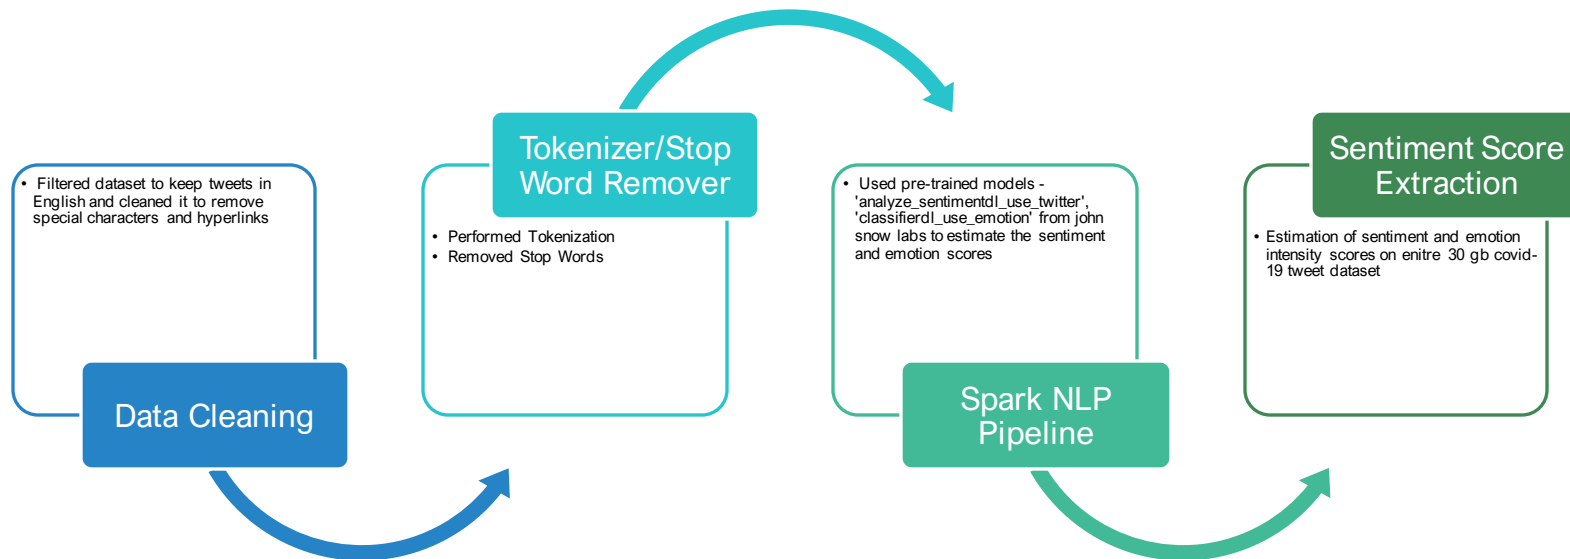 • Filtered dataset to keep tweets in
English and cleaned it to remove
special characters and hyperlinks
Data Cleaning
Tokenizer/Stop
Word Remover
• Performed Tokenization
• Removed Stop Words
• Used pre-trained models -
'analyze_sentimentdl_use_twitter',
'classifierdl_use_emotion' from john
snow labs to estimate the sentiment
and emotion scores
Spark NLP
Pipeline
Sentiment Score
Extraction
• Estimation of sentiment and emotion
intensity scores on enitre 30 gb covid-
19 tweet dataset